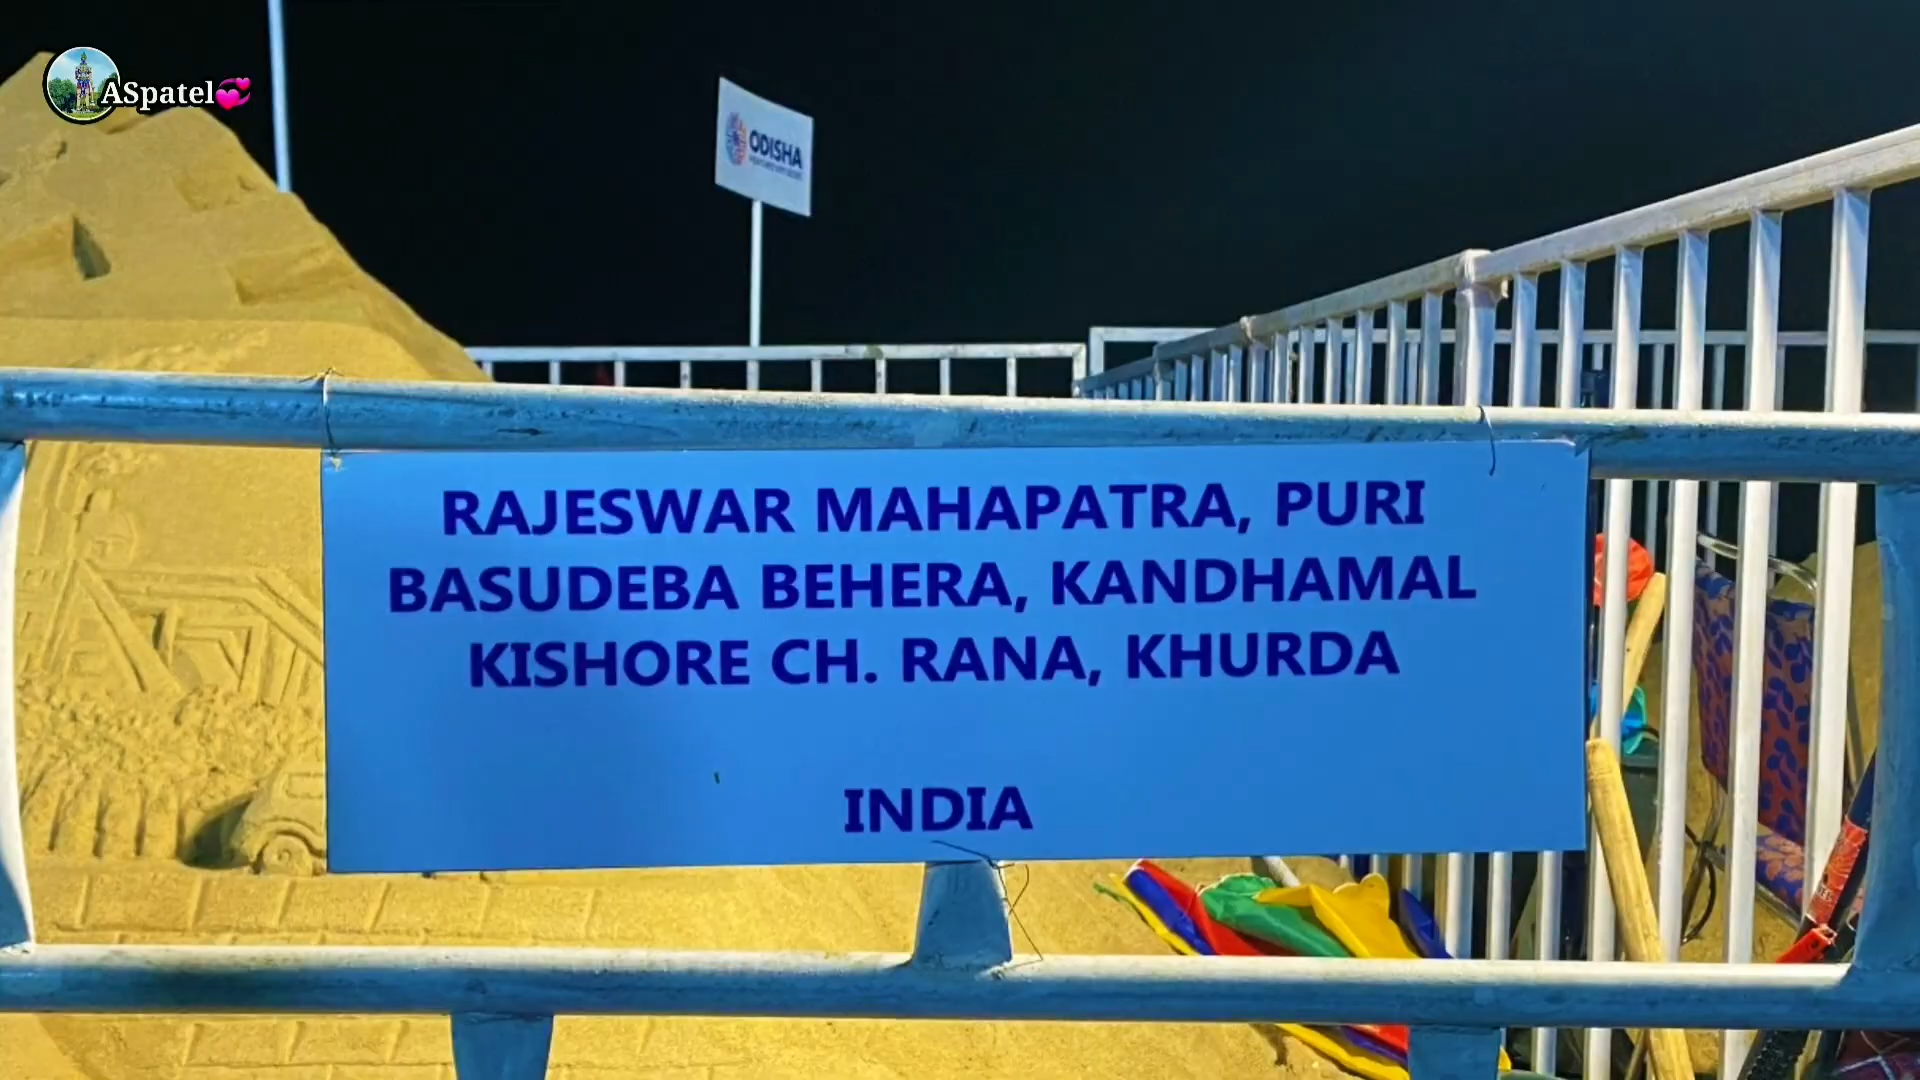 ASpatel
ODISHA
RAJESWAR MAHAPATRA, PURI
BASUDEBA BEHERA, KANDHAMAL
KISHORE CH. RANA, KHURDA
INDIA